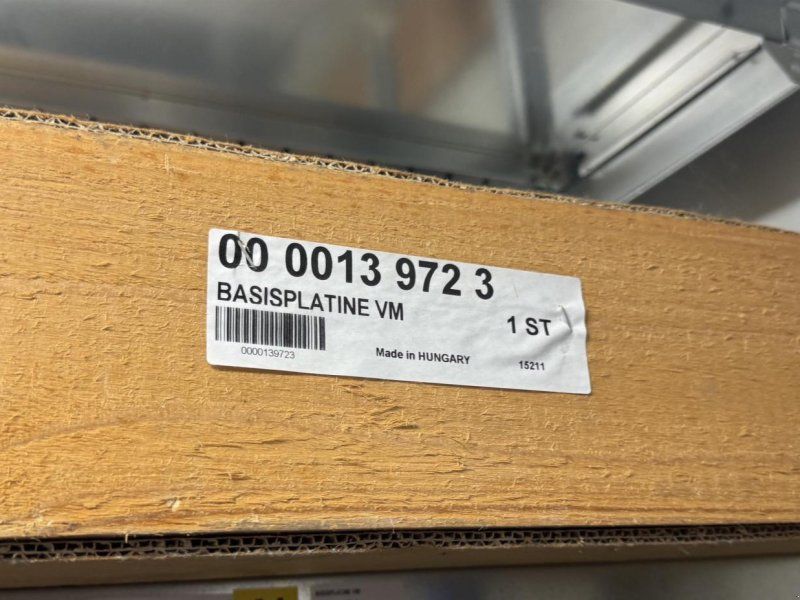 00 0013 972 3
BASISPLATINE VM
1 ST
0000139723
Made in HUNGARY
15211